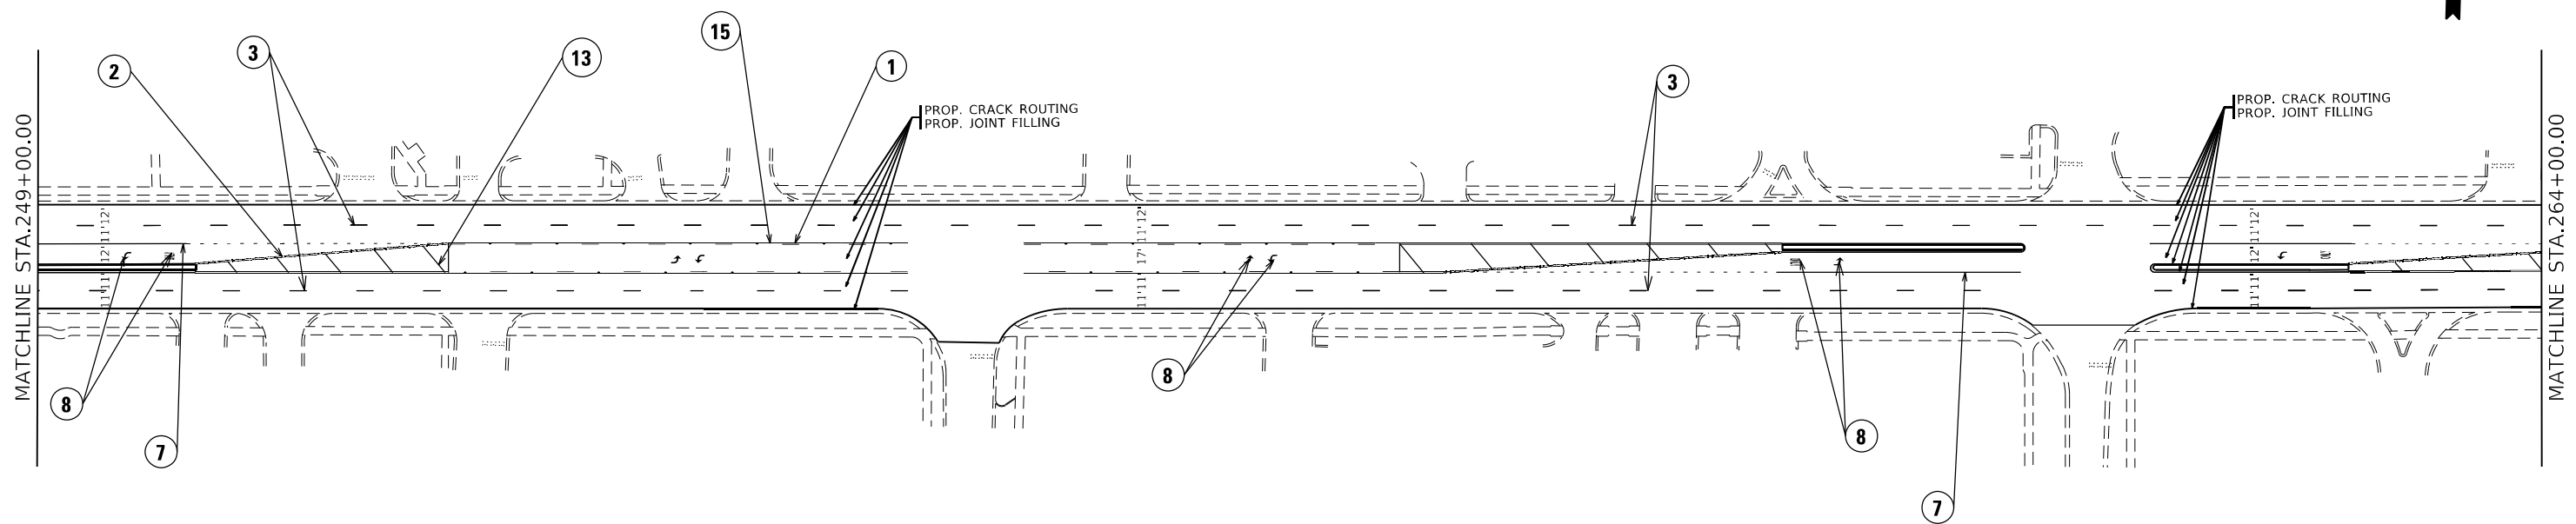 15
3
1
13
2
3
PROP. CRACK ROUTING
PROP. JOINT FILLING
PROP. CRACK ROUTING
PROP. JOINT FILLING
MATCHLINE STA.249+00.00
MATCHLINE STA.264+00.00
11'11' 12'11'12'
11'11' 17' 11'12'
11'11' 12'11'12'
8
7
8
8
7